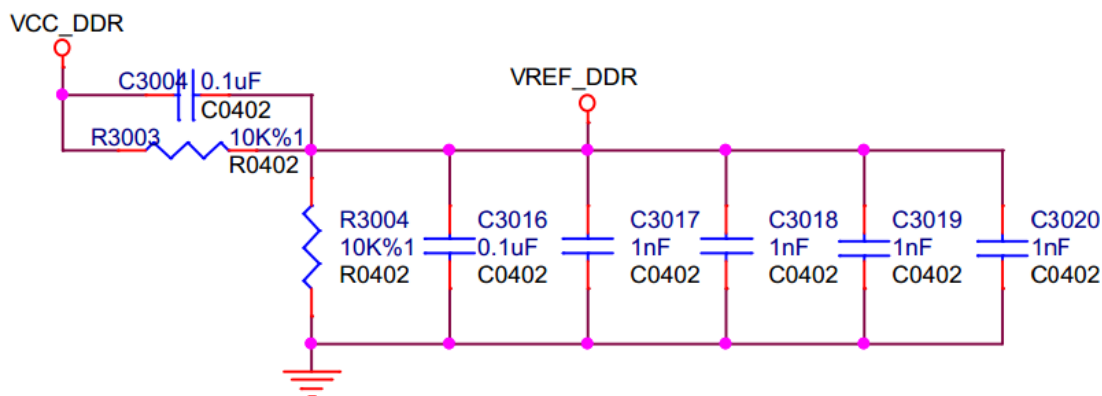 VCC_DDR
C3004 0.1uF
C0402
VREF_DDR
R3003 10K%1
R0402
R3004
10K%1
R0402
C3016
0.1uF
C0402
C3017
1nF
C0402
C3018
1nF
C0402
C3019
1nF
C0402
C3020
1nF
C0402